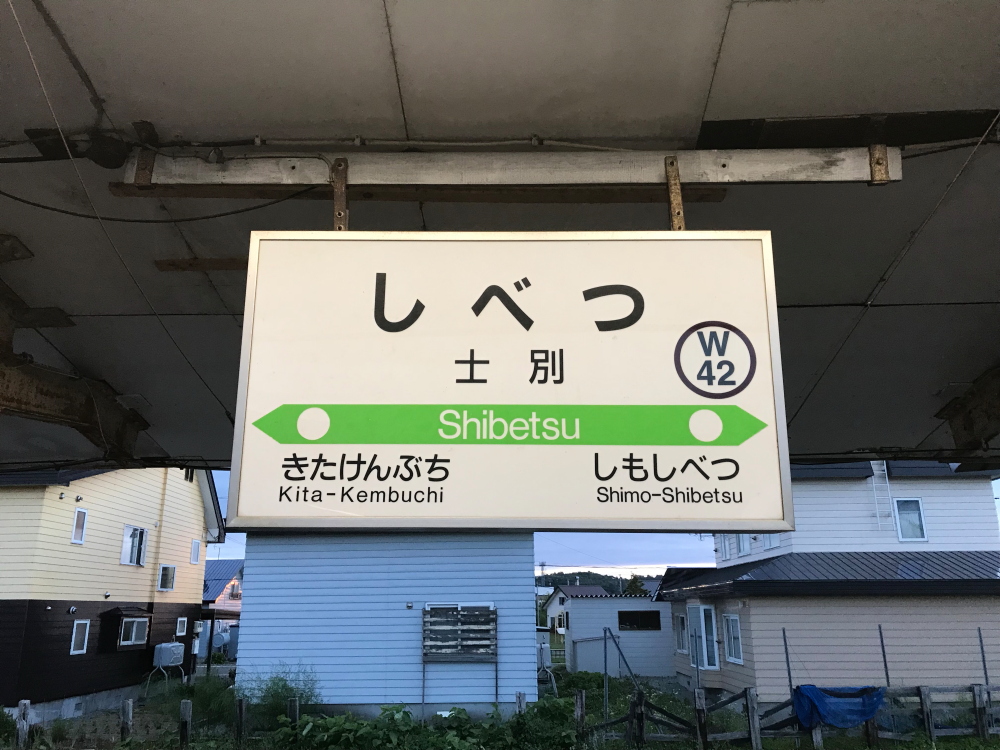 しべつ
士別
W
42
Shibetsu
きたけんぶち
Kita-Kembuchi
しもしべつ
Shimo-Shibetsu